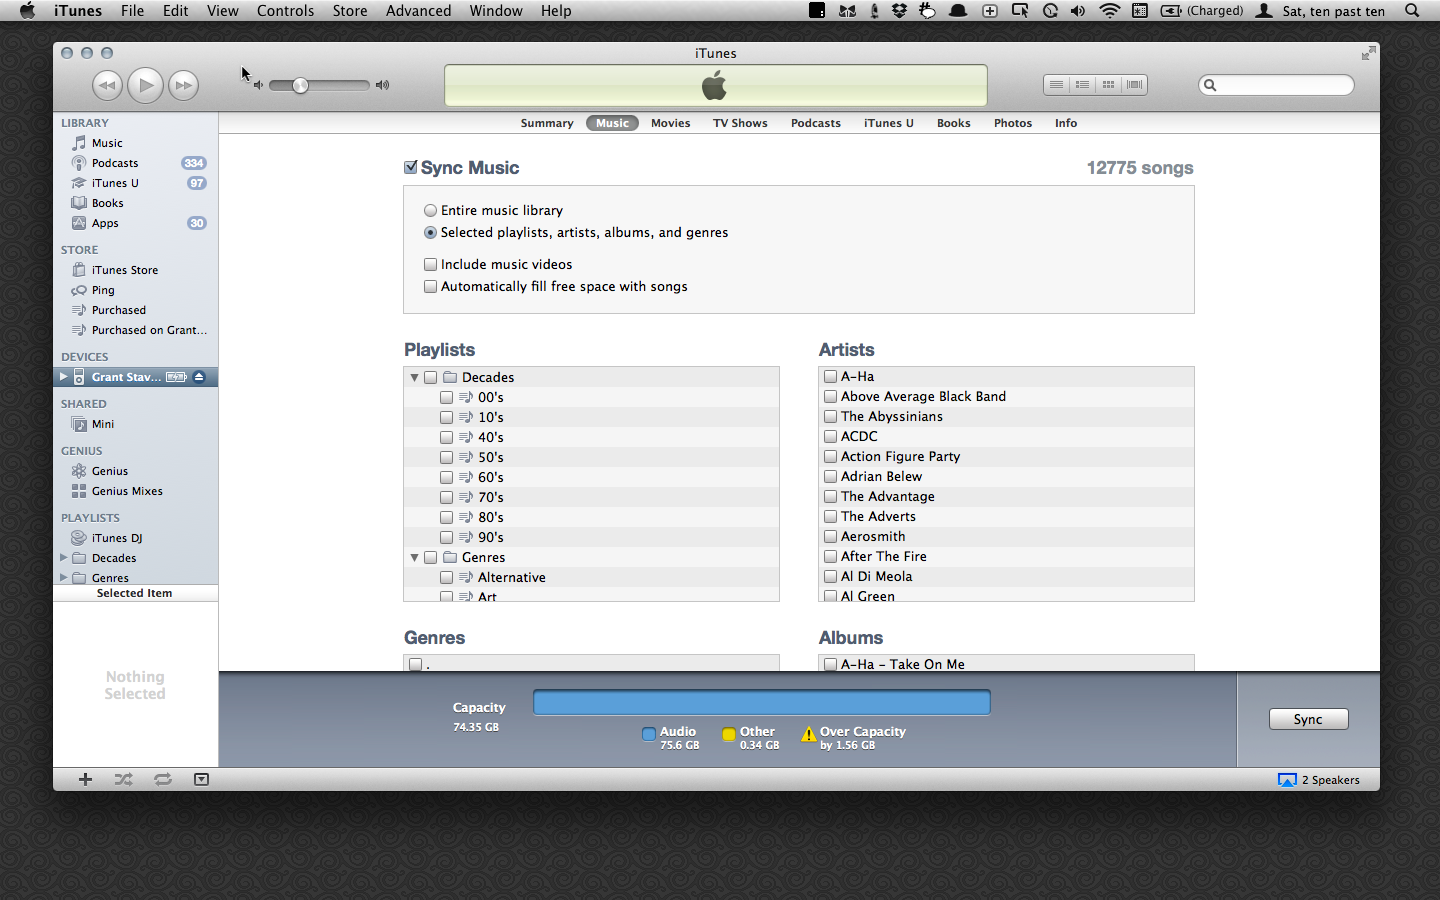 iTunes File Edit View Controls Store Advanced Window Help (Charged) Sat, ten past ten
iTunes
Summary Music Movies TV Shows Podcasts iTunes U Books Photos Info
LIBRARY
Music
Podcasts 334
iTunes U 97
Books
Apps 30
STORE
iTunes Store
Ping
Purchased
Purchased on Grant...
DEVICES
Grant Stav...
SHARED
Mini
GENIUS
Genius
Genius Mixes
PLAYLISTS
iTunes DJ
Decades
Genres
Selected Item
Nothing
Selected
Sync Music 12775 songs
Entire music library
Selected playlists, artists, albums, and genres
Include music videos
Automatically fill free space with songs
Playlists
Decades
00's
10's
40's
50's
60's
70's
80's
90's
Genres
Alternative
Art
Artists
A-Ha
Above Average Black Band
The Abyssinians
ACDC
Action Figure Party
Adrian Belew
The Advantage
The Adverts
Aerosmith
After The Fire
Al Di Meola
Al Green
Genres
.
Albums
A-Ha - Take On Me
Capacity
74.35 GB
Audio
75.6 GB
Other
0.34 GB
Over Capacity
by 1.56 GB
Sync
2 Speakers